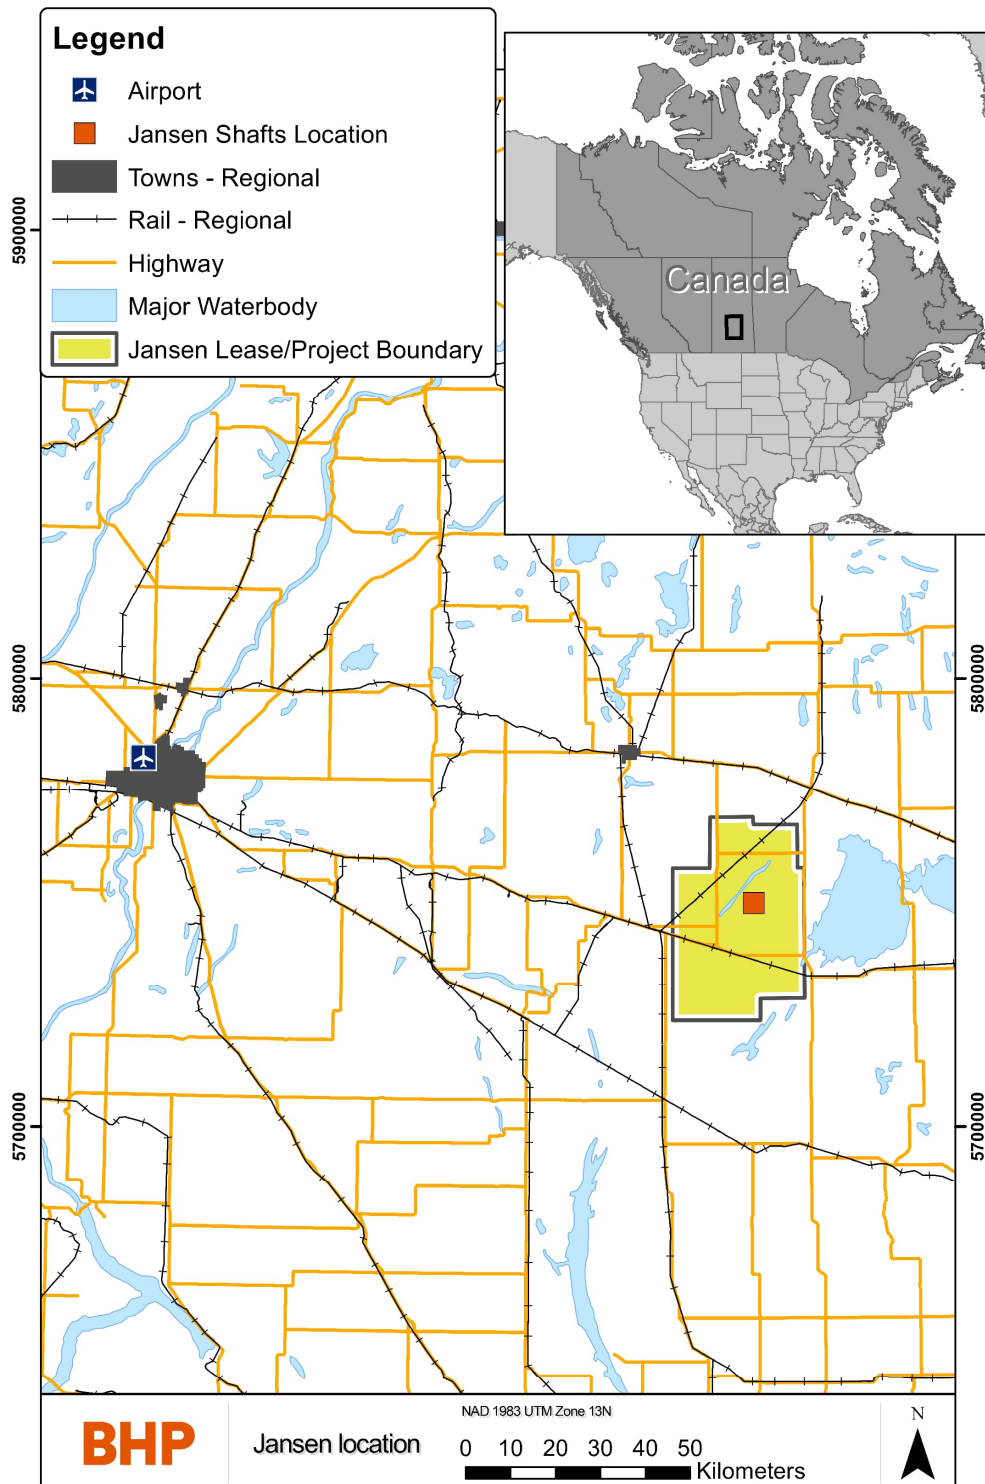 Legend
Airport
Jansen Shafts Location
Towns - Regional
Rail - Regional
Highway
Major Waterbody
Jansen Lease/Project Boundary
Canada
5900000
5800000
5800000
5700000
5700000
BHP
Jansen location
NAD 1983 UTM Zone 13N
0 10 20 30 40 50
Kilometers
N